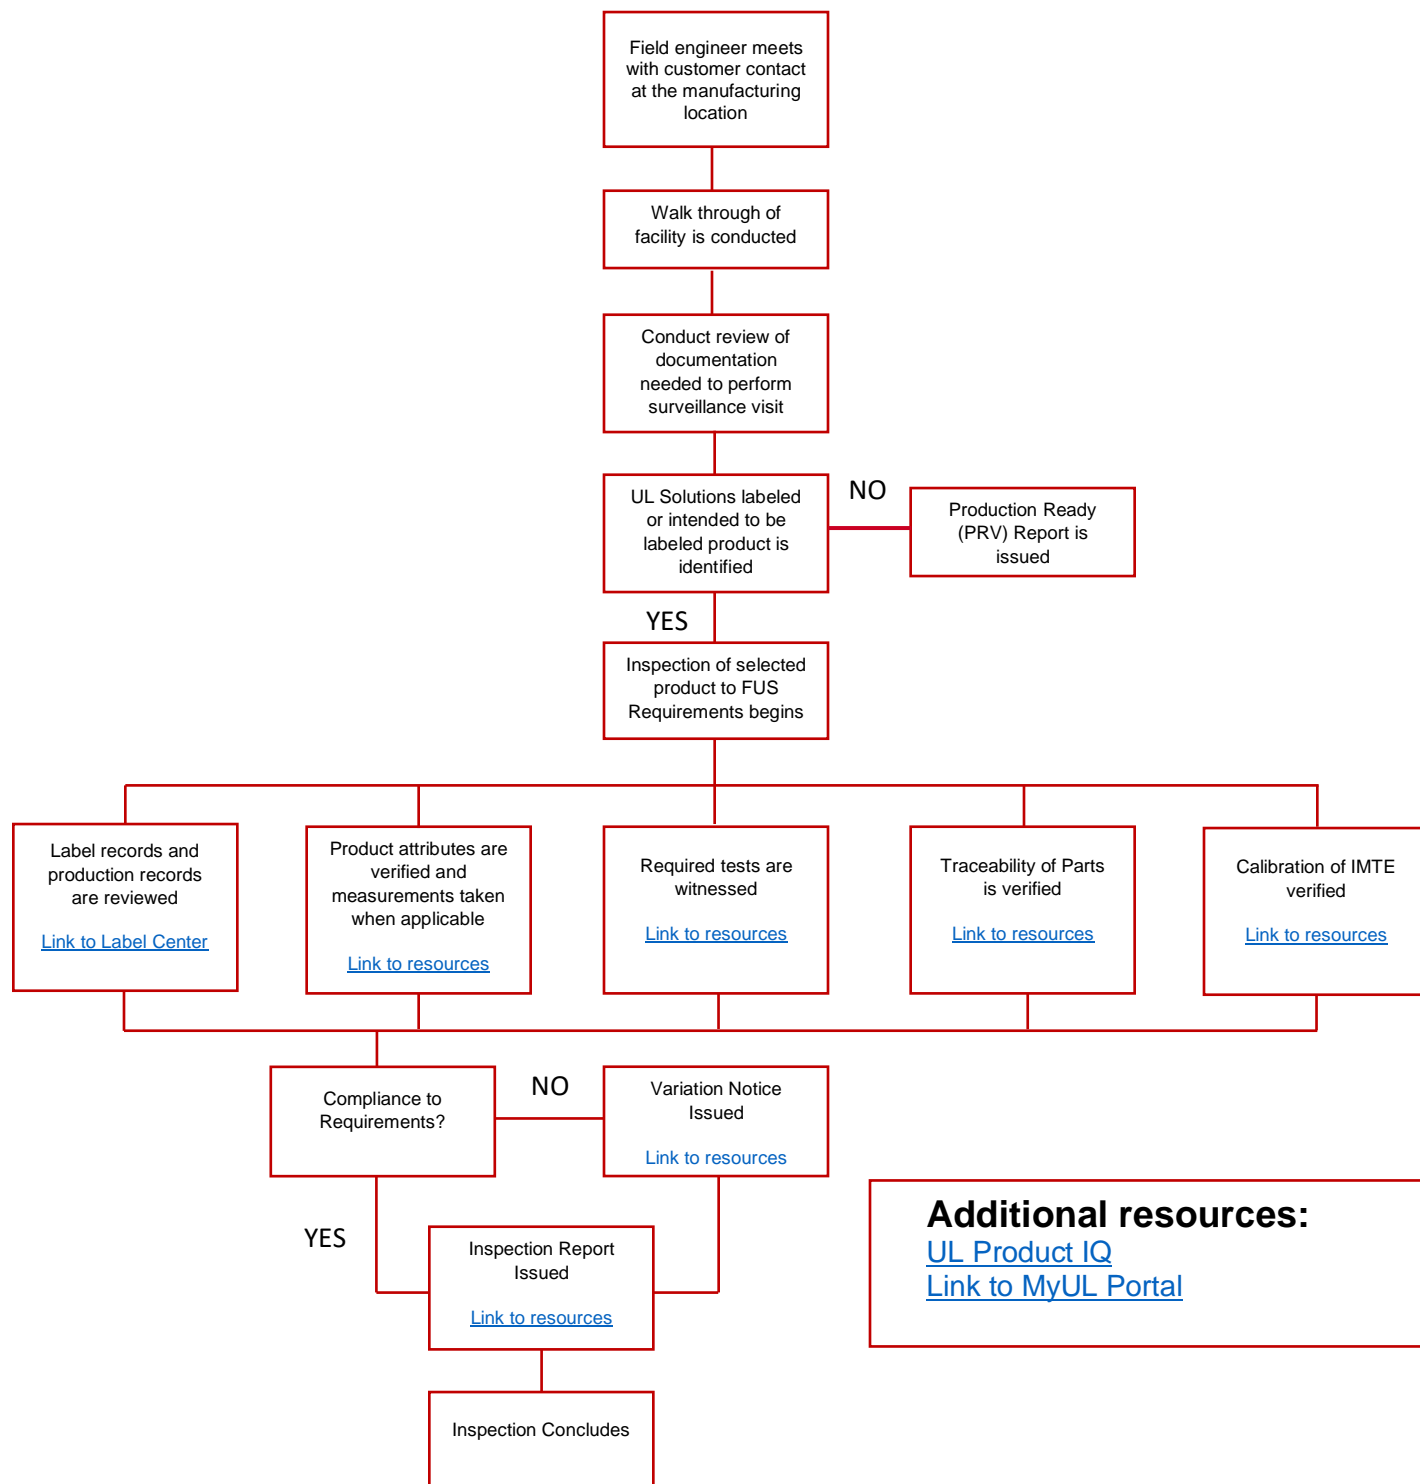 Field engineer meets
with customer contact
at the manufacturing
location
Walk through of
facility is conducted
Conduct review of
documentation
needed to perform
surveillance visit
UL Solutions labeled
or intended to be
labeled product is
identified
NO
Production Ready
(PRV) Report is
issued
YES
Inspection of selected
product to FUS
Requirements begins
Label records and
production records
are reviewed
Link to Label Center
Product attributes are
verified and
measurements taken
when applicable
Link to resources
Required tests are
witnessed
Link to resources
Traceability of Parts
is verified
Link to resources
Calibration of IMTE
verified
Link to resources
Compliance to
Requirements?
NO
Variation Notice
Issued
Link to resources
YES
Inspection Report
Issued
Link to resources
Inspection Concludes
Additional resources:
UL Product IQ
Link to MyUL Portal